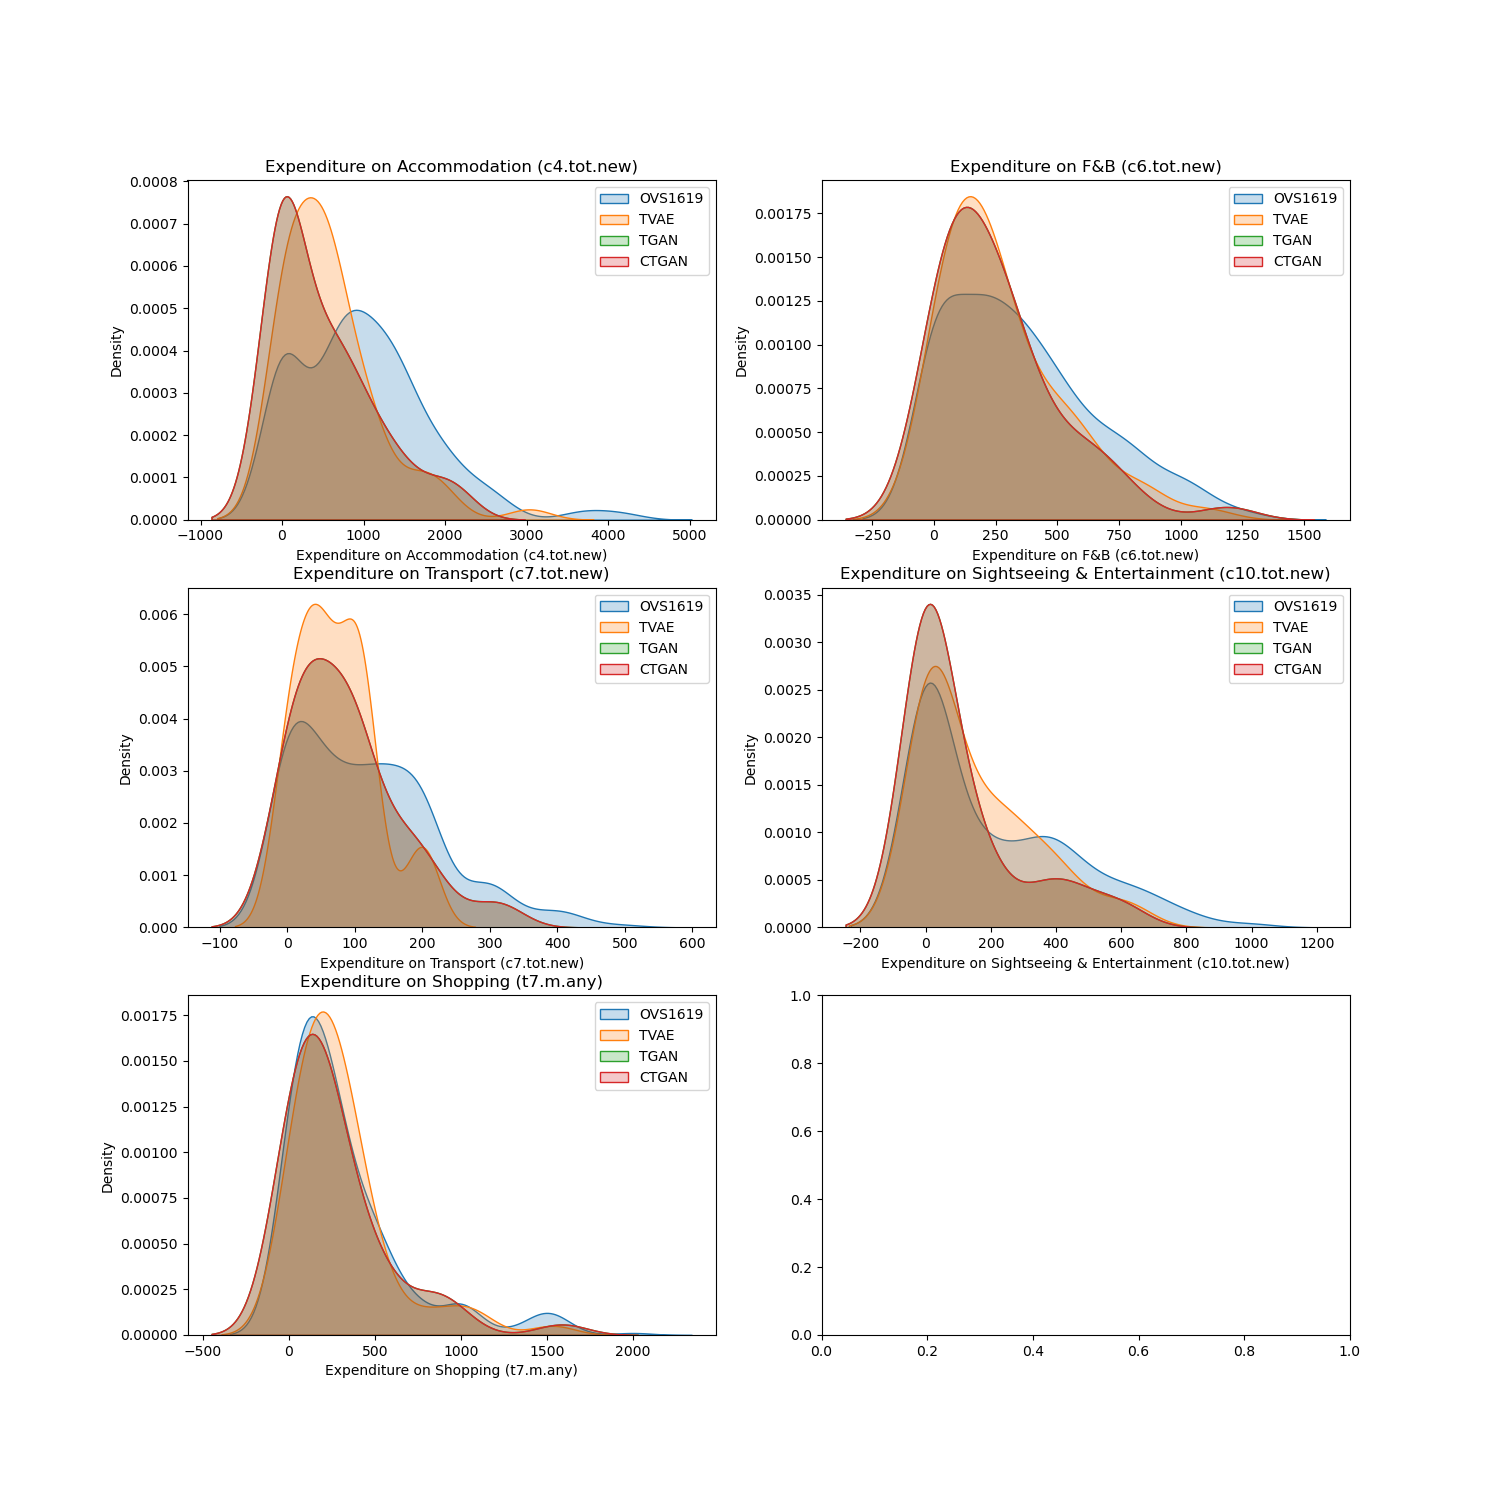 Expenditure on Accommodation (c4.tot.new)
0.0008
0.0007
0.0006
0.0005
0.0004
0.0003
0.0002
0.0001
0.0000
Density
OVS1619
TVAE
TGAN
CTGAN
−1000 0 1000 2000 3000 4000 5000
Expenditure on Accommodation (c4.tot.new)
Expenditure on F&B (c6.tot.new)
0.00175
0.00150
0.00125
0.00100
0.00075
0.00050
0.00025
0.00000
Density
OVS1619
TVAE
TGAN
CTGAN
−250 0 250 500 750 1000 1250 1500
Expenditure on F&B (c6.tot.new)
Expenditure on Transport (c7.tot.new)
0.006
0.005
0.004
0.003
0.002
0.001
0.000
Density
OVS1619
TVAE
TGAN
CTGAN
−100 0 100 200 300 400 500 600
Expenditure on Transport (c7.tot.new)
Expenditure on Sightseeing & Entertainment (c10.tot.new)
0.0035
0.0030
0.0025
0.0020
0.0015
0.0010
0.0005
0.0000
Density
OVS1619
TVAE
TGAN
CTGAN
−200 0 200 400 600 800 1000 1200
Expenditure on Sightseeing & Entertainment (c10.tot.new)
Expenditure on Shopping (t7.m.any)
0.00175
0.00150
0.00125
0.00100
0.00075
0.00050
0.00025
0.00000
Density
OVS1619
TVAE
TGAN
CTGAN
−500 0 500 1000 1500 2000
Expenditure on Shopping (t7.m.any)
1.0
0.8
0.6
0.4
0.2
0.0
0.0 0.2 0.4 0.6 0.8 1.0